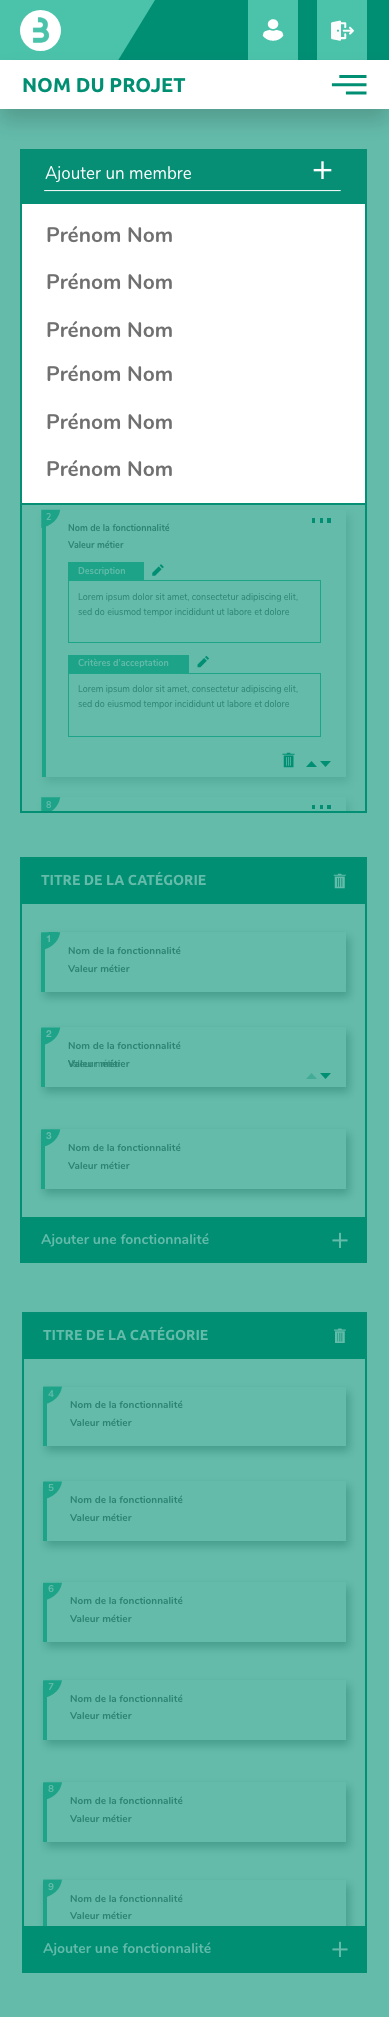 B
NOM DU PROJET
Ajouter un membre
Prénom Nom
Prénom Nom
Prénom Nom
Prénom Nom
Prénom Nom
Prénom Nom
2
Nom de la fonctionnalité
Valeur métier
Description
Lorem ipsum dolor sit amet, consectetur adipiscing elit,
sed do eiusmod tempor incididunt ut labore et dolore
Critères d'acceptation
Lorem ipsum dolor sit amet, consectetur adipiscing elit,
sed do eiusmod tempor incididunt ut labore et dolore
8
TITRE DE LA CATÉGORIE
1
Nom de la fonctionnalité
Valeur métier
2
Nom de la fonctionnalité
Valeur métier
3
Nom de la fonctionnalité
Valeur métier
Ajouter une fonctionnalité
TITRE DE LA CATÉGORIE
4
Nom de la fonctionnalité
Valeur métier
5
Nom de la fonctionnalité
Valeur métier
6
Nom de la fonctionnalité
Valeur métier
7
Nom de la fonctionnalité
Valeur métier
8
Nom de la fonctionnalité
Valeur métier
9
Nom de la fonctionnalité
Valeur métier
Ajouter une fonctionnalité